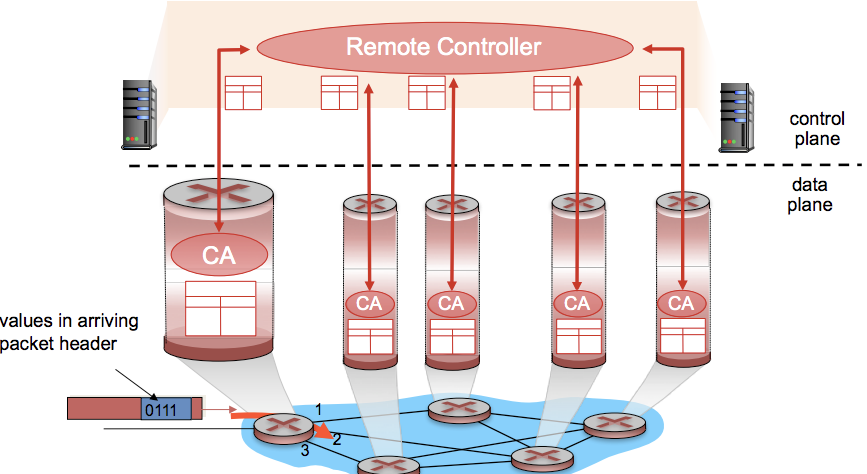 Remote Controller
control
plane
data
plane
CA
CA
CA
CA
CA
values in arriving
packet header
0111
1
2
3